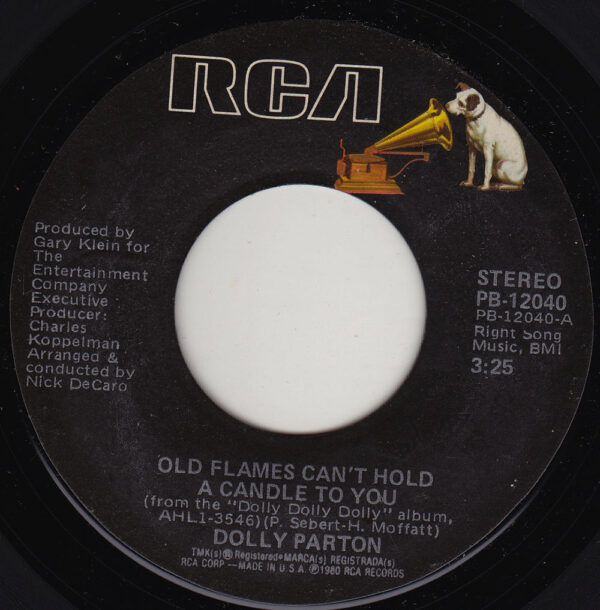 RCA
Produced by
Gary Klein for
The
Entertainment
Company
Executive
Producer:
Charles
Koppelman
Arranged &
conducted by
Nick DeCaro
STEREO
PB-12040
PB-12040-A
Right Song
Music, BMI
3:25
OLD FLAMES CAN'T HOLD
A CANDLE TO YOU
(from the "Dolly Dolly Dolly" album,
AHL1-3546) (P. Sebert-H. Moffatt)
DOLLY PARTON
TMK(s) ® Registered • MARCA(s) REGISTRADA(s)
RCA CORP — MADE IN U.S.A. ℗ 1980 RCA RECORDS